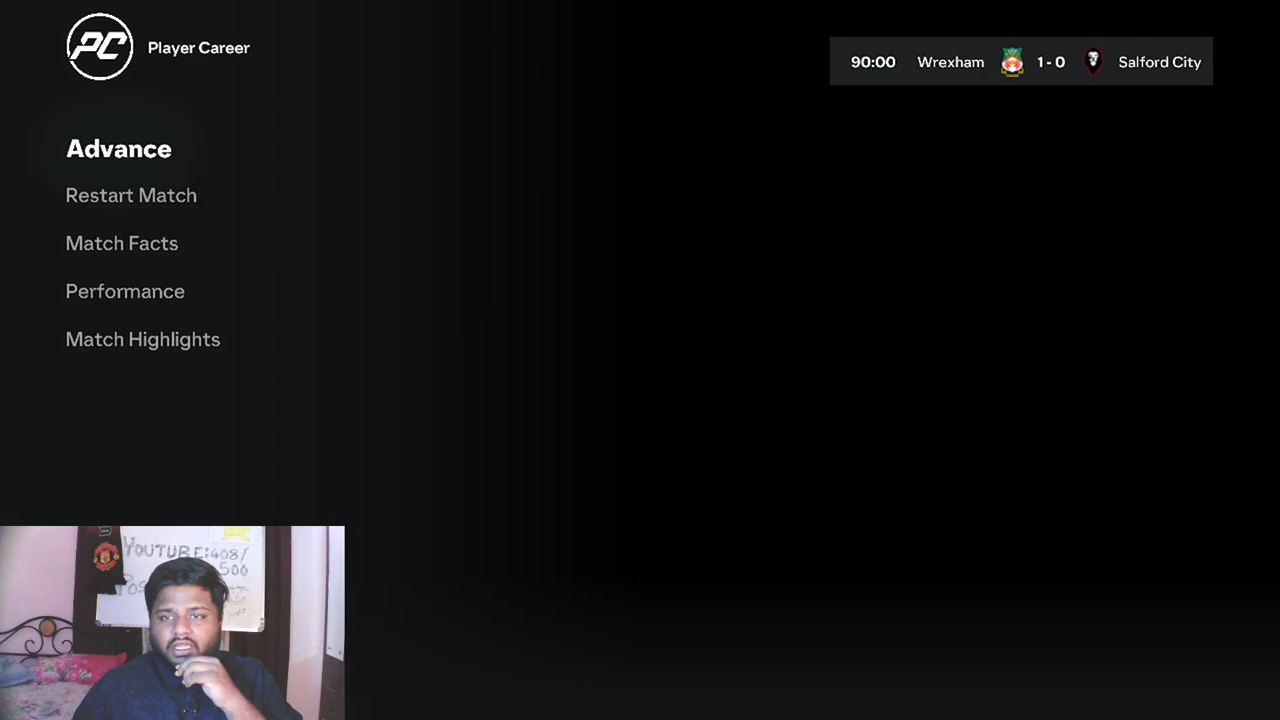 PC
Player Career
90:00 Wrexham 1 - 0 Salford City
Advance
Restart Match
Match Facts
Performance
Match Highlights
YOUTUBE:408/
500